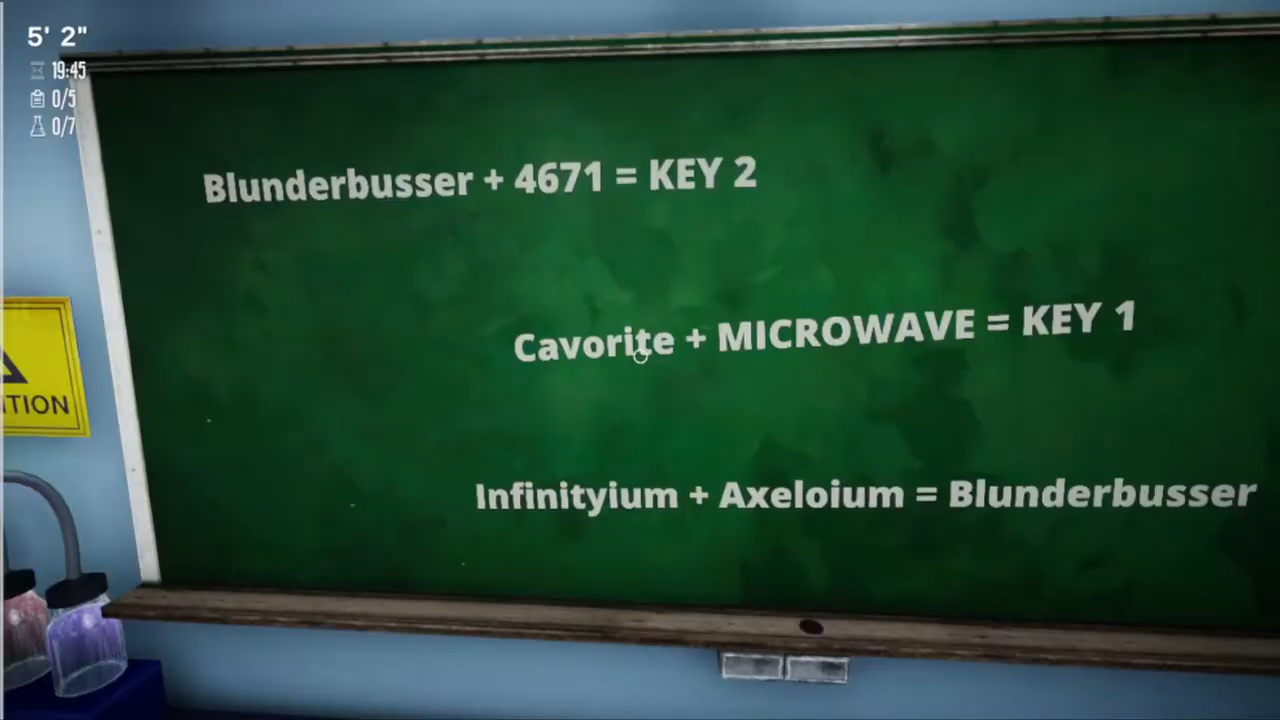 5' 2"
19:45
0/5
0/7
Blunderbusser + 4671 = KEY 2
Cavorite + MICROWAVE = KEY 1
Infinityium + Axeloium = Blunderbusser